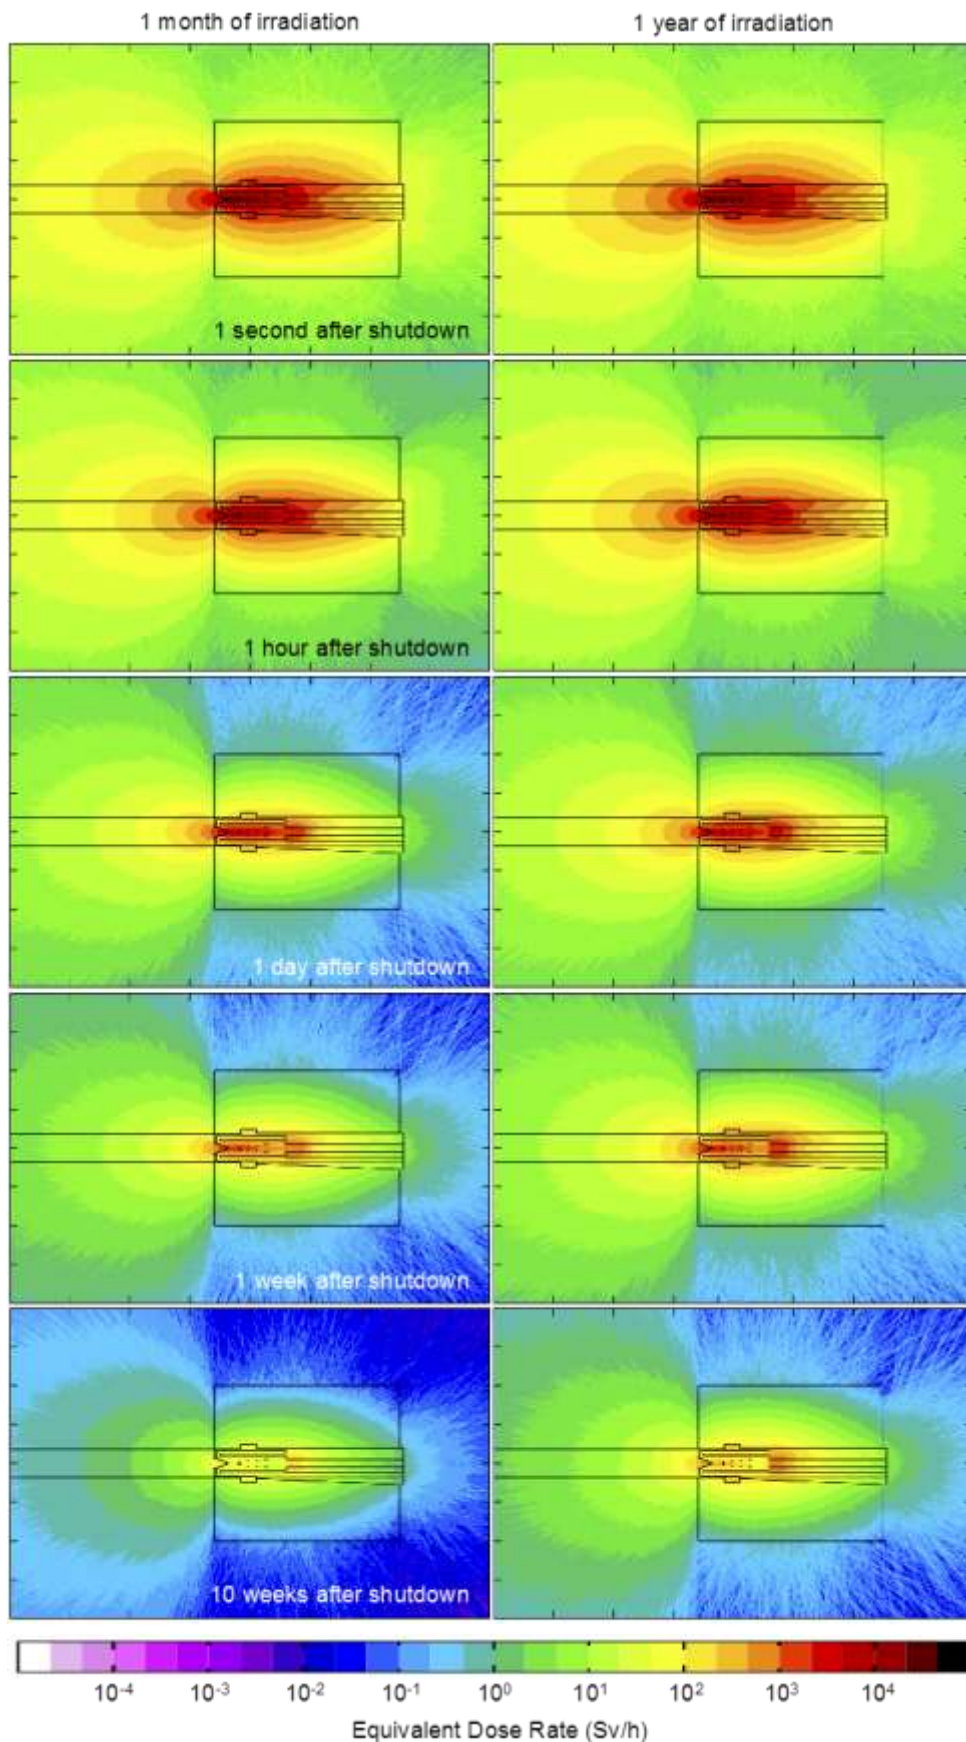 1 month of irradiation 1 year of irradiation
1 second after shutdown
1 hour after shutdown
1 day after shutdown
1 week after shutdown
10 weeks after shutdown
10⁻⁴ 10⁻³ 10⁻² 10⁻¹ 10⁰ 10¹ 10² 10³ 10⁴
Equivalent Dose Rate (Sv/h)